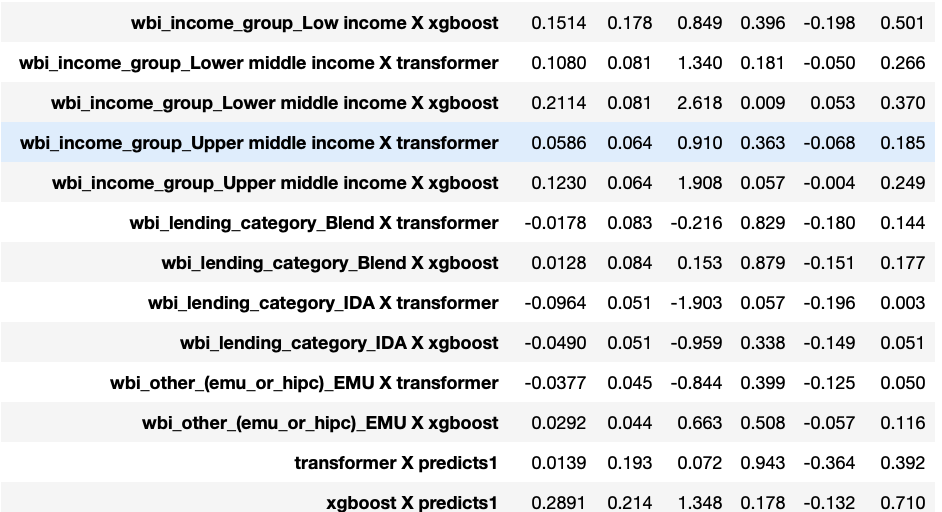 wbi_income_group_Low income X xgboost 0.1514 0.178 0.849 0.396 -0.198 0.501
wbi_income_group_Lower middle income X transformer 0.1080 0.081 1.340 0.181 -0.050 0.266
wbi_income_group_Lower middle income X xgboost 0.2114 0.081 2.618 0.009 0.053 0.370
wbi_income_group_Upper middle income X transformer 0.0586 0.064 0.910 0.363 -0.068 0.185
wbi_income_group_Upper middle income X xgboost 0.1230 0.064 1.908 0.057 -0.004 0.249
wbi_lending_category_Blend X transformer -0.0178 0.083 -0.216 0.829 -0.180 0.144
wbi_lending_category_Blend X xgboost 0.0128 0.084 0.153 0.879 -0.151 0.177
wbi_lending_category_IDA X transformer -0.0964 0.051 -1.903 0.057 -0.196 0.003
wbi_lending_category_IDA X xgboost -0.0490 0.051 -0.959 0.338 -0.149 0.051
wbi_other_(emu_or_hipc)_EMU X transformer -0.0377 0.045 -0.844 0.399 -0.125 0.050
wbi_other_(emu_or_hipc)_EMU X xgboost 0.0292 0.044 0.663 0.508 -0.057 0.116
transformer X predicts1 0.0139 0.193 0.072 0.943 -0.364 0.392
xgboost X predicts1 0.2891 0.214 1.348 0.178 -0.132 0.710